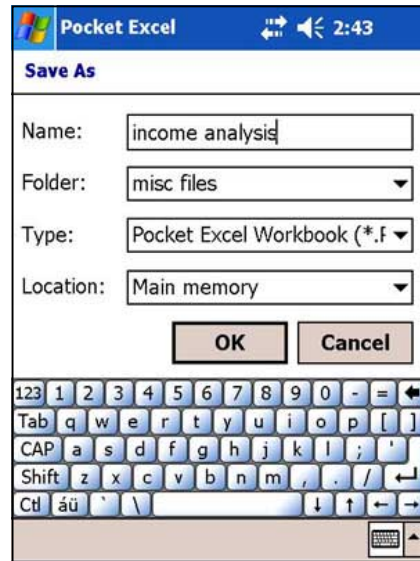 Pocket Excel 2:43
Save As
Name: income analysis
Folder: misc files
Type: Pocket Excel Workbook (*.F
Location: Main memory
OK Cancel
123 1 2 3 4 5 6 7 8 9 0 - =
Tab q w e r t y u i o p [ ]
CAP a s d f g h j k l ; '
Shift z x c v b n m , . /
Ctl áü ` \